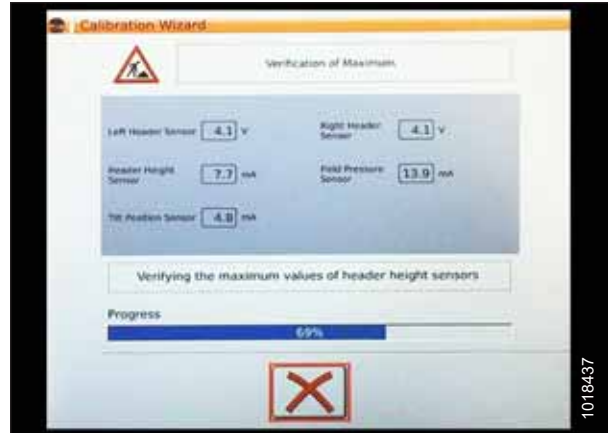 Calibration Wizard
Verification of Maximum
Left Header Sensor 4.1 V
Right Header Sensor 4.1 V
Header Height Sensor 7.7 mA
Field Pressure Sensor 13.9 mA
Tilt Position Sensor 4.8 mA
Verifying the maximum values of header height sensors
Progress
69%
1018437